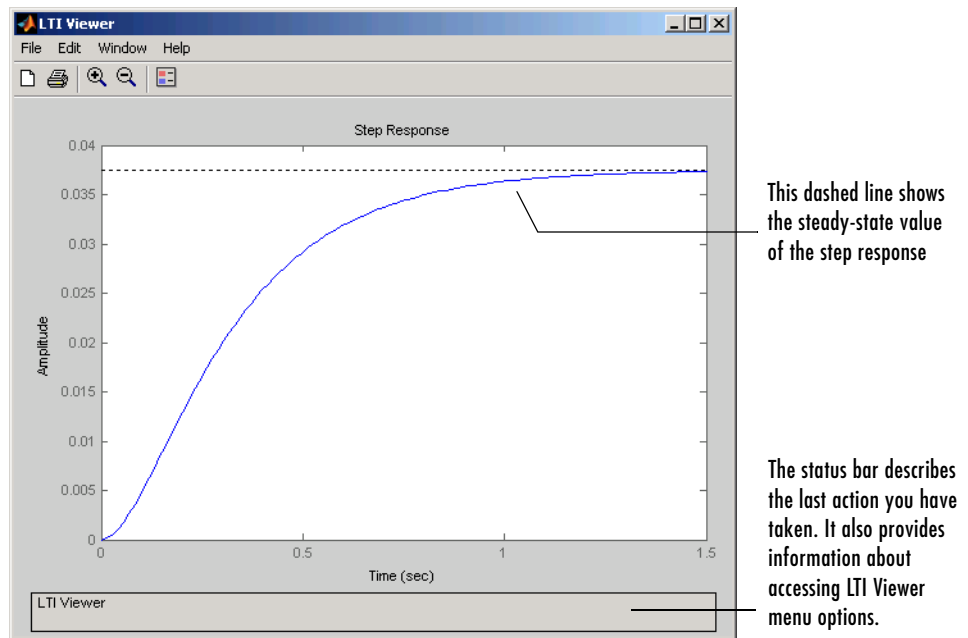 LTI Viewer
File Edit Window Help
Step Response
0.04
0.035
0.03
0.025
0.02
0.015
0.01
0.005
0
Amplitude
0 0.5 1 1.5
Time (sec)
LTI Viewer
This dashed line shows
the steady-state value
of the step response
The status bar describes
the last action you have
taken. It also provides
information about
accessing LTI Viewer
menu options.